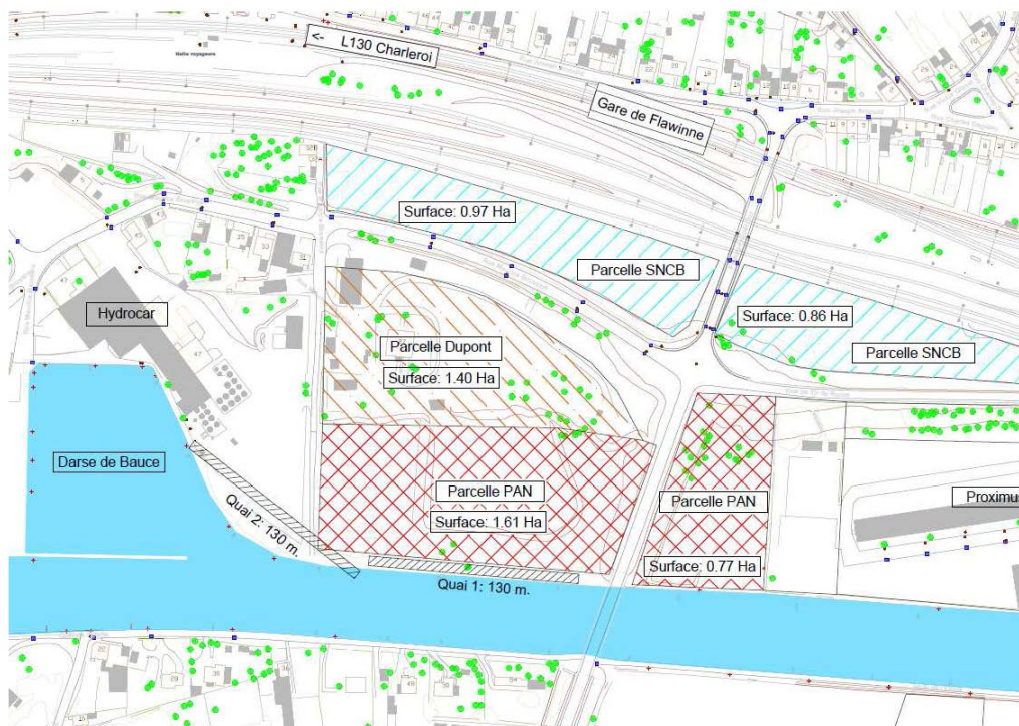 <- L130 Charleroi
Gare de Flawinne
Surface: 0.97 Ha
Parcelle SNCB
Surface: 0.86 Ha
Parcelle SNCB
Hydrocar
Parcelle Dupont
Surface: 1.40 Ha
Darse de Bauce
Quai 2: 130 m.
Parcelle PAN
Surface: 1.61 Ha
Quai 1: 130 m.
Parcelle PAN
Surface: 0.77 Ha
Proximus